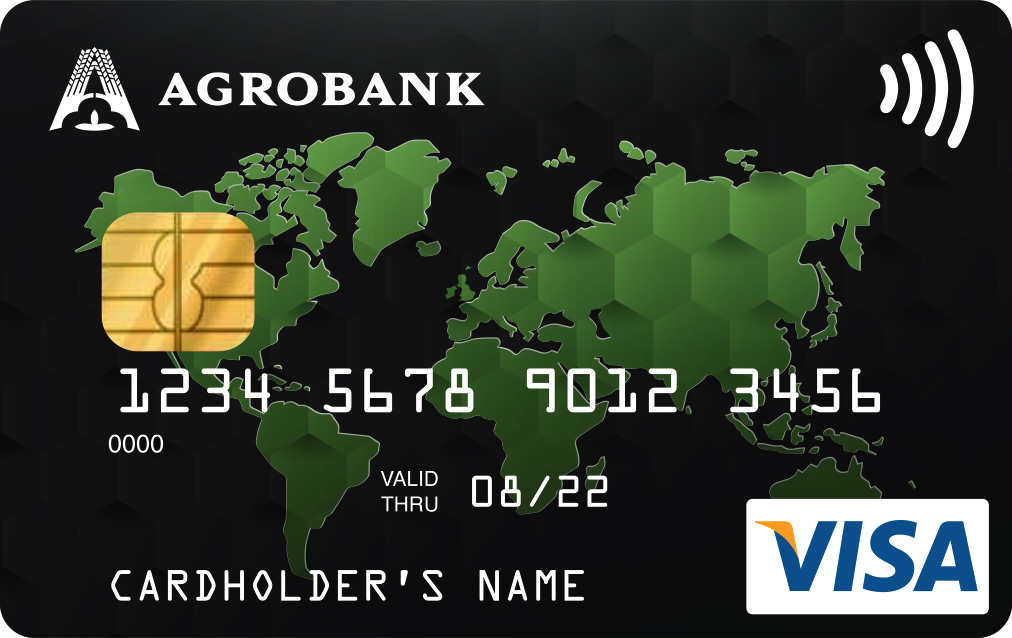 AGROBANK
1234 5678 9012 3456
0000
VALID
THRU 08/22
CARDHOLDER'S NAME
VISA